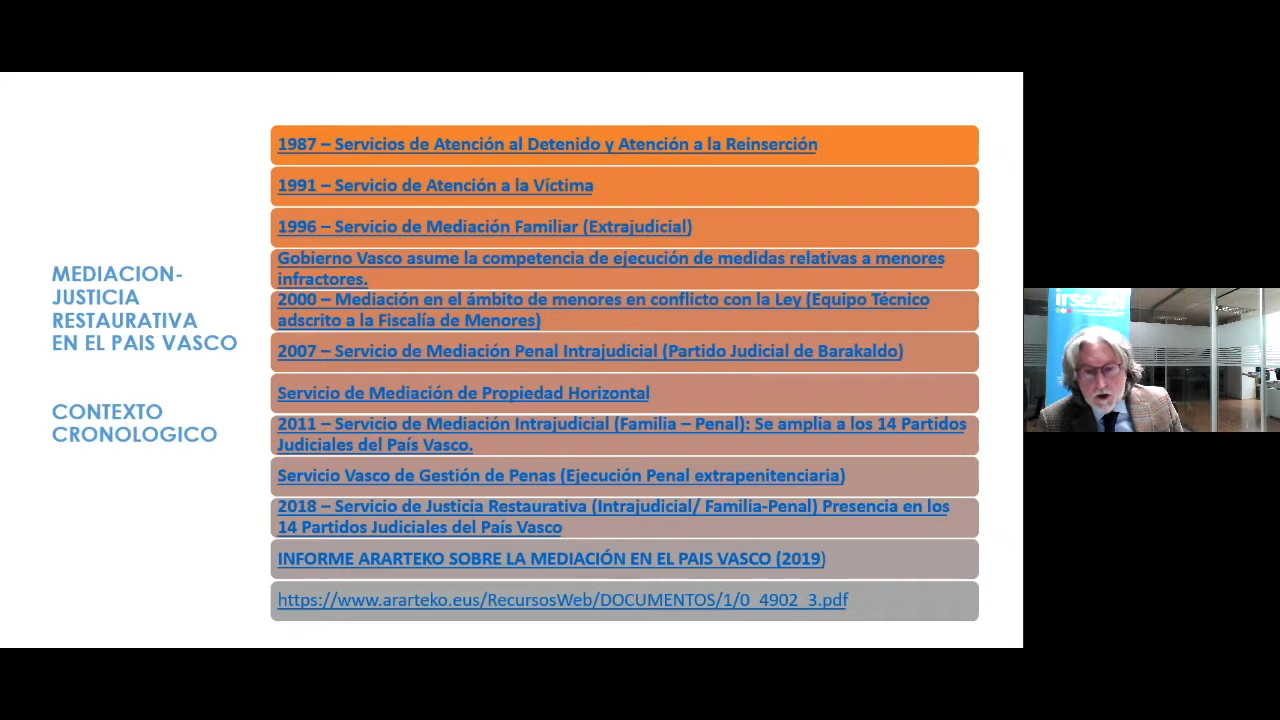 MEDIACION-
JUSTICIA
RESTAURATIVA
EN EL PAIS VASCO
CONTEXTO
CRONOLOGICO
1987 – Servicios de Atención al Detenido y Atención a la Reinserción
1991 – Servicio de Atención a la Víctima
1996 – Servicio de Mediación Familiar (Extrajudicial)
Gobierno Vasco asume la competencia de ejecución de medidas relativas a menores
infractores.
2000 – Mediación en el ámbito de menores en conflicto con la Ley (Equipo Técnico
adscrito a la Fiscalía de Menores)
2007 – Servicio de Mediación Penal Intrajudicial (Partido Judicial de Barakaldo)
Servicio de Mediación de Propiedad Horizontal
2011 – Servicio de Mediación Intrajudicial (Familia – Penal): Se amplia a los 14 Partidos
Judiciales del País Vasco.
Servicio Vasco de Gestión de Penas (Ejecución Penal extrapenitenciaria)
2018 – Servicio de Justicia Restaurativa (Intrajudicial/ Familia-Penal) Presencia en los
14 Partidos Judiciales del País Vasco
INFORME ARARTEKO SOBRE LA MEDIACIÓN EN EL PAIS VASCO (2019)
https://www.ararteko.eus/RecursosWeb/DOCUMENTOS/1/0_4902_3.pdf
irse.eb